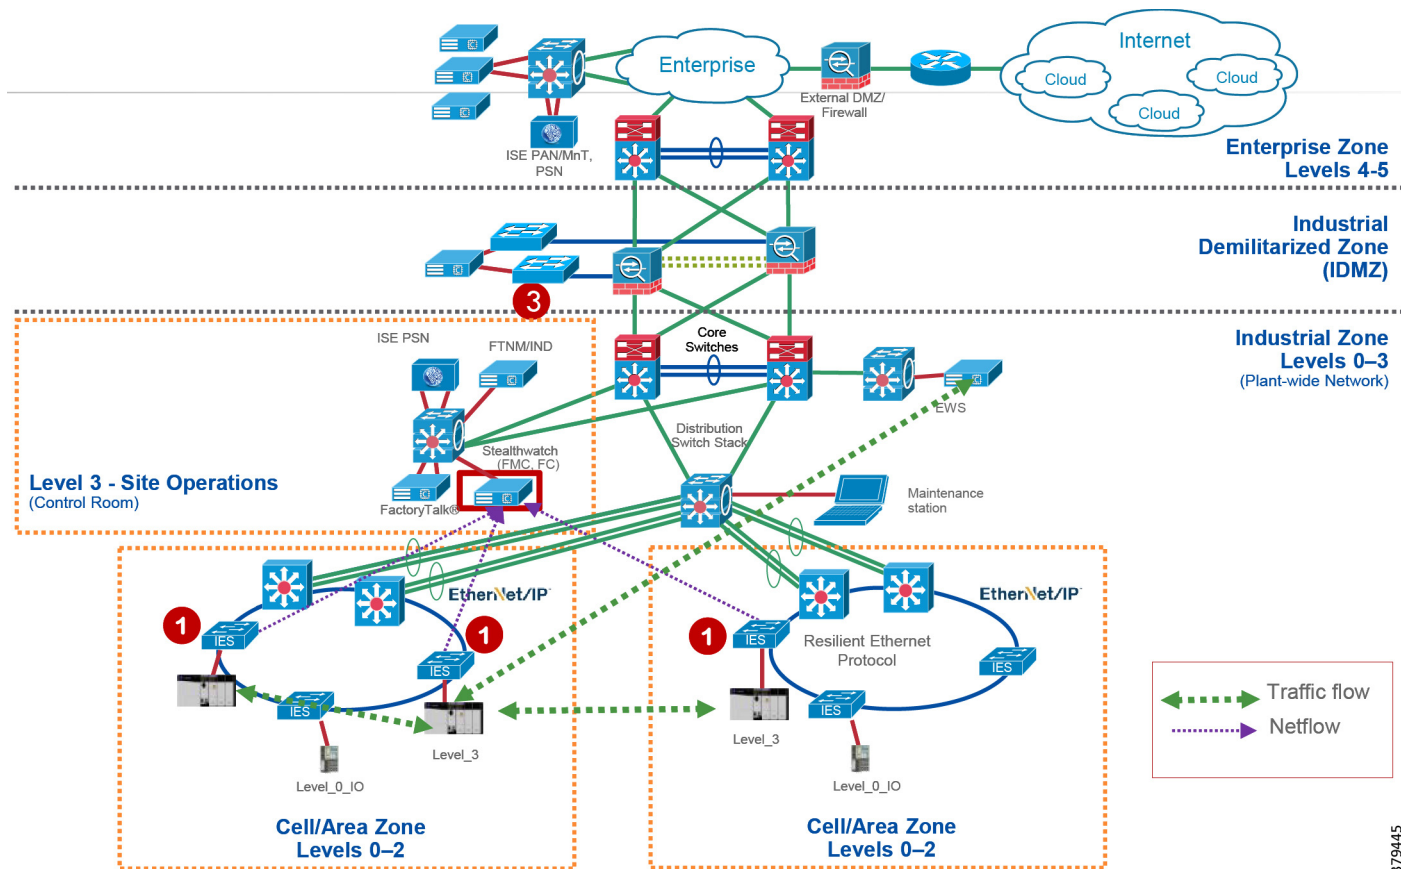 Internet
Enterprise
Cloud
Cloud
Cloud
External DMZ/
Firewall
ISE PAN/MnT,
PSN
Enterprise Zone
Levels 4-5
Industrial
Demilitarized Zone
(IDMZ)
3
Core
Switches
Industrial Zone
Levels 0–3
(Plant-wide Network)
ISE PSN
FTNM/IND
EWS
Distribution
Switch Stack
Stealthwatch
(FMC, FC)
Level 3 - Site Operations
(Control Room)
FactoryTalk®
Maintenance
station
EtherNet/IP
EtherNet/IP
1
IES
1
IES
IES
Level_3
Level_0_IO
Cell/Area Zone
Levels 0–2
1
IES
Resilient Ethernet
Protocol
IES
IES
Level_3
Level_0_IO
Cell/Area Zone
Levels 0–2
Traffic flow
Netflow
379445